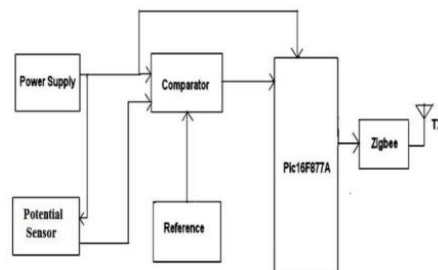 Power Supply
Comparator
Pic16F877A
Zigbee
Potential
Sensor
Reference